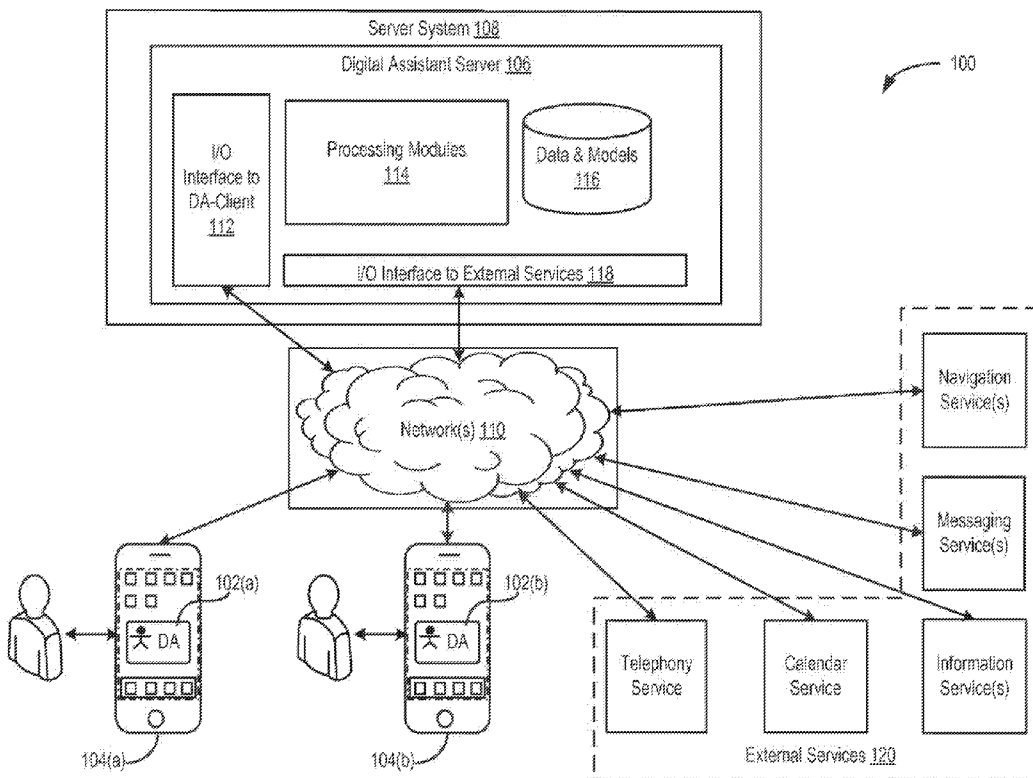 Server System 108
Digital Assistant Server 106
100
I/O
Interface to
DA-Client
112
Processing Modules
114
Data & Models
116
I/O Interface to External Services 118
Network(s) 110
Navigation
Service(s)
Messaging
Service(s)
102(a)
DA
102(b)
DA
Telephony
Service
Calendar
Service
Information
Service(s)
104(a)
104(b)
External Services 120